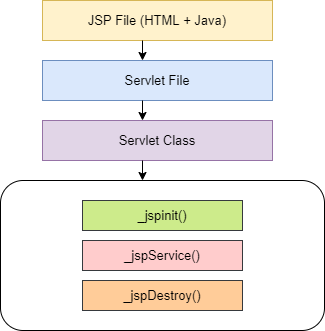 JSP File (HTML + Java)
Servlet File
Servlet Class
_jspinit()
_jspService()
_jspDestroy()